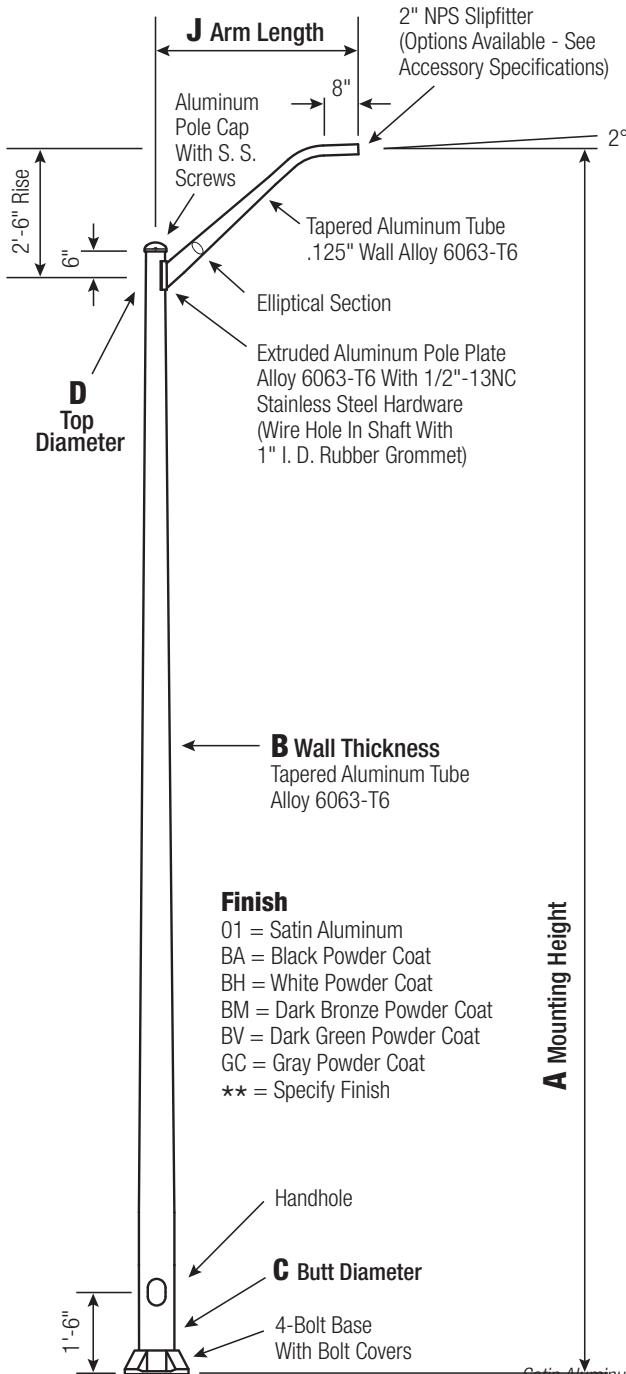 J Arm Length
2" NPS Slipfitter
(Options Available - See
Accessory Specifications)
8"
Aluminum
Pole Cap
With S. S.
Screws
2°
2'-6" Rise
6"
Tapered Aluminum Tube
.125" Wall Alloy 6063-T6
Elliptical Section
Extruded Aluminum Pole Plate
Alloy 6063-T6 With 1/2"-13NC
Stainless Steel Hardware
(Wire Hole In Shaft With
1" I. D. Rubber Grommet)
D
Top
Diameter
B Wall Thickness
Tapered Aluminum Tube
Alloy 6063-T6
Finish
01 = Satin Aluminum
BA = Black Powder Coat
BH = White Powder Coat
BM = Dark Bronze Powder Coat
BV = Dark Green Powder Coat
GC = Gray Powder Coat
** = Specify Finish
A Mounting Height
Handhole
C Butt Diameter
1'-6"
4-Bolt Base
With Bolt Covers